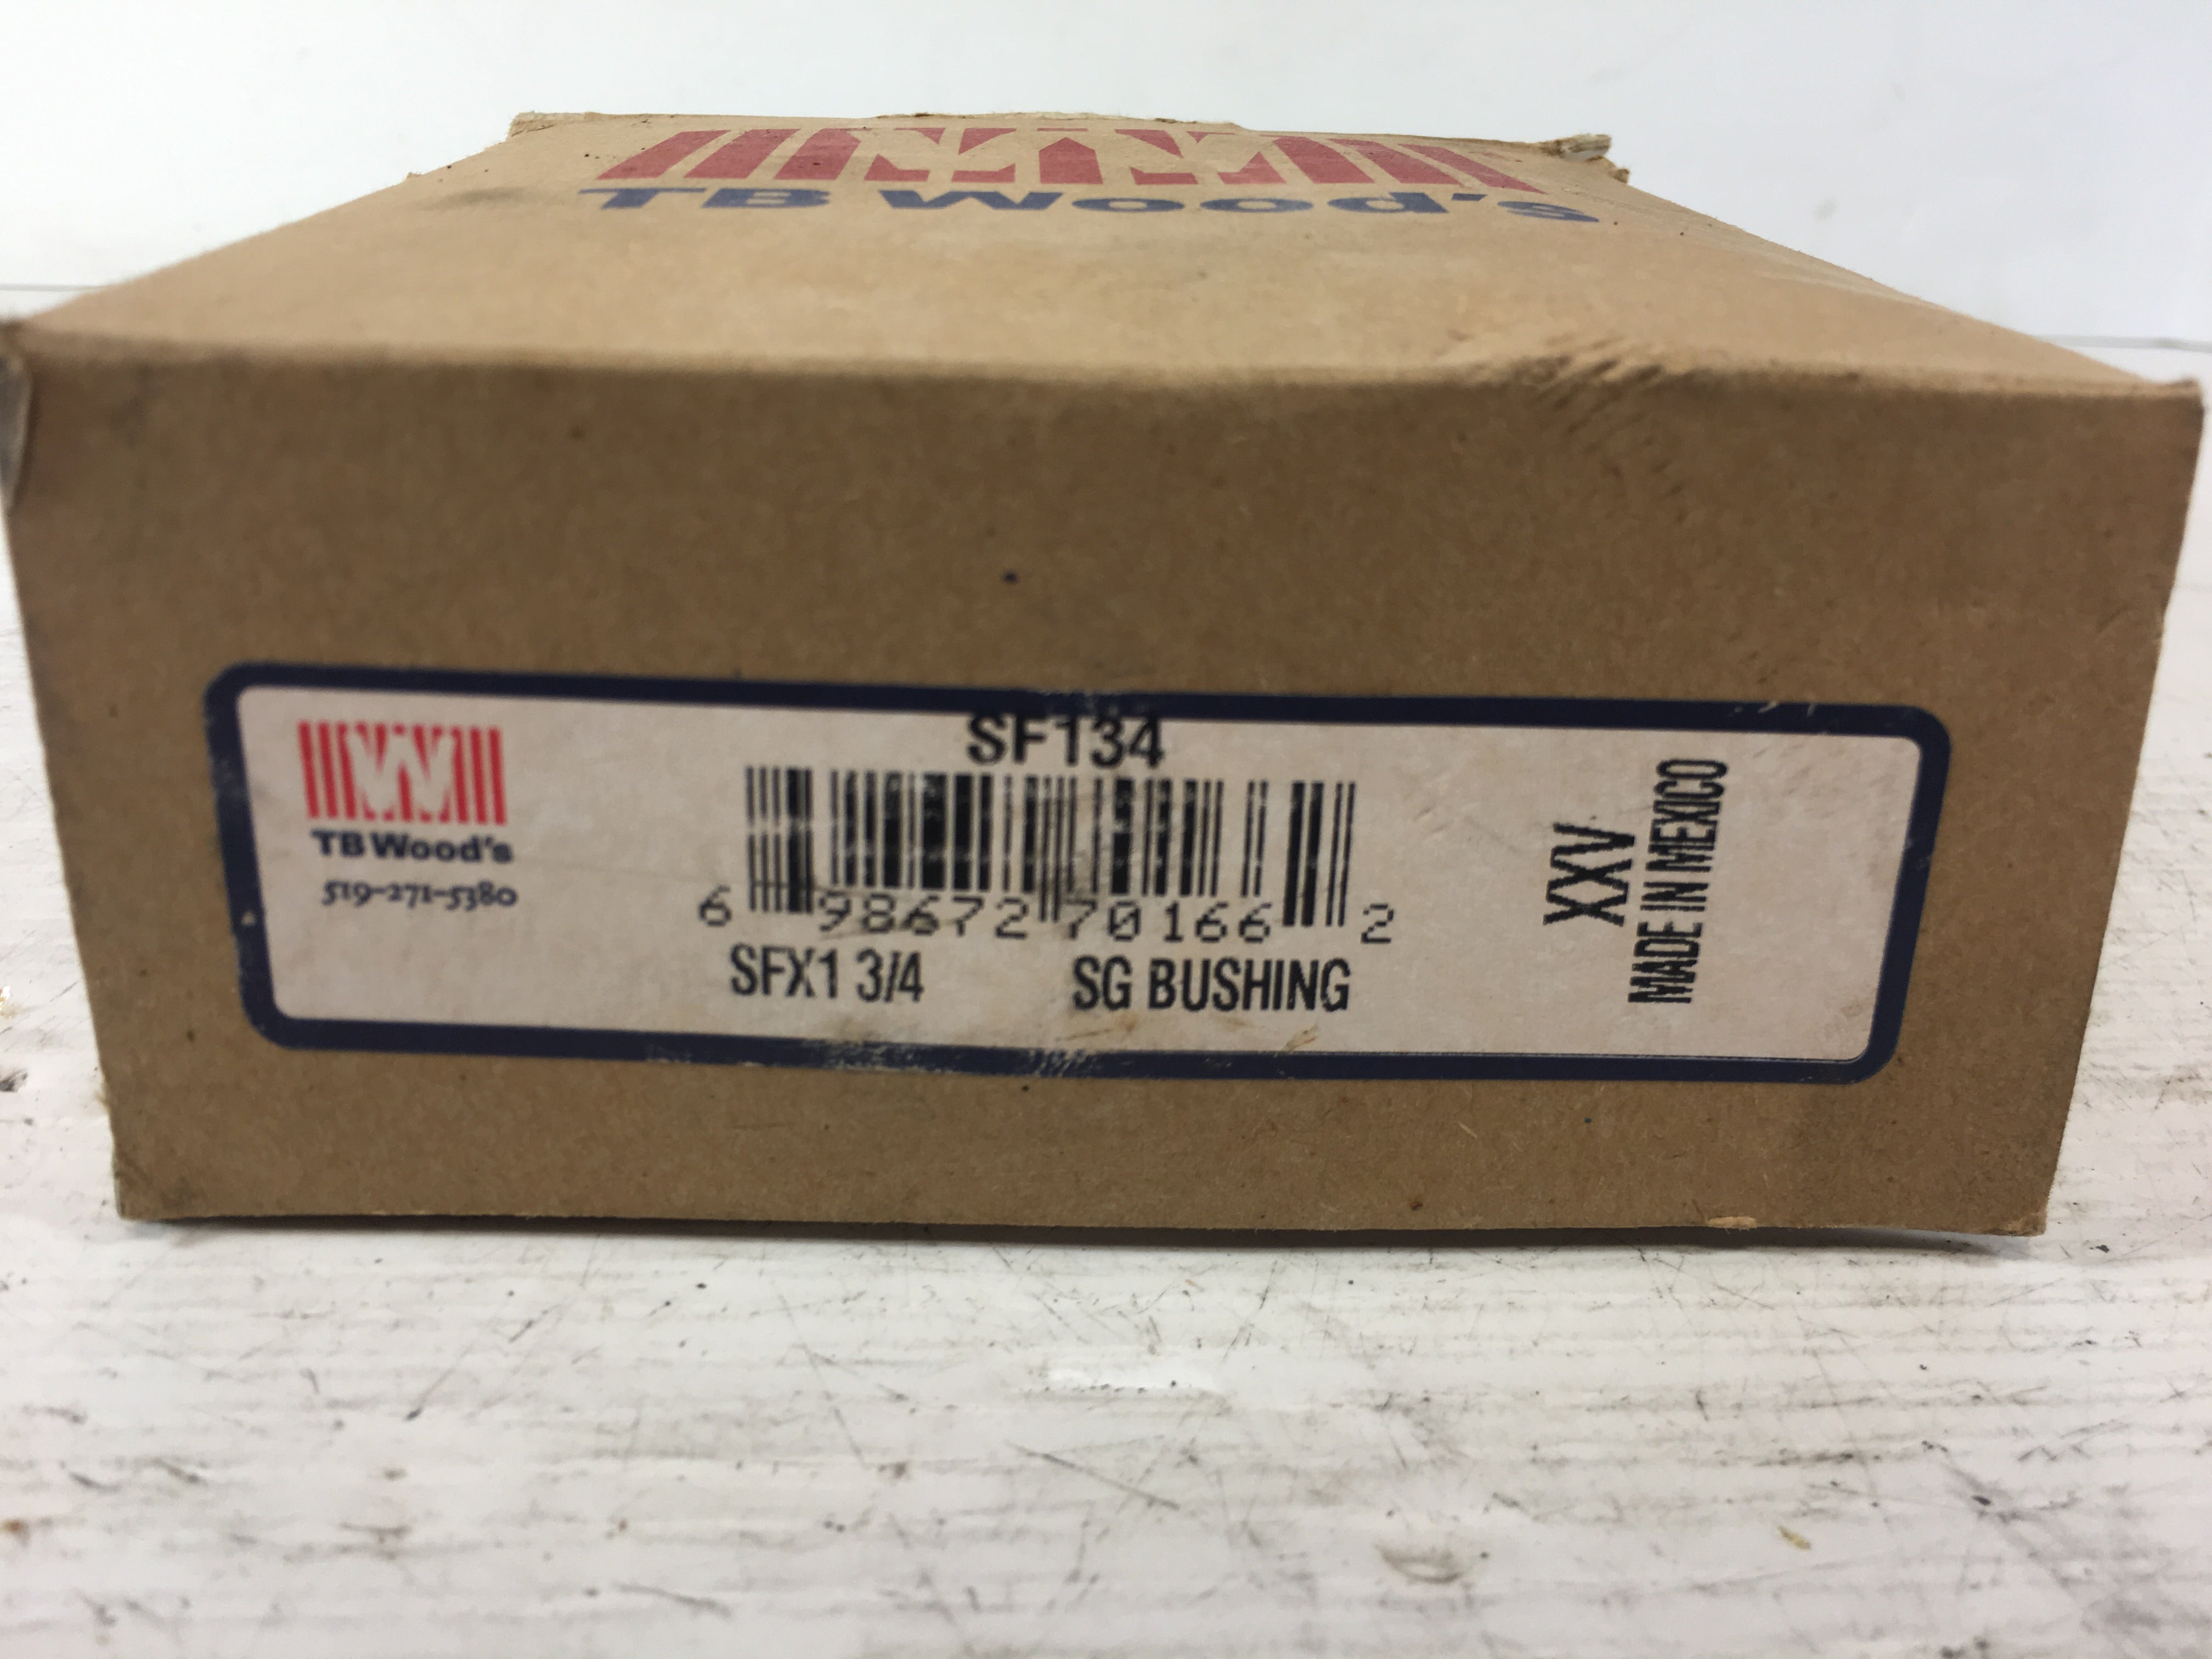 TB Wood's
SF134
TB Wood's
519-271-5380
6 98672 70166 2
SFX1 3/4 SG BUSHING
XXV
MADE IN MEXICO